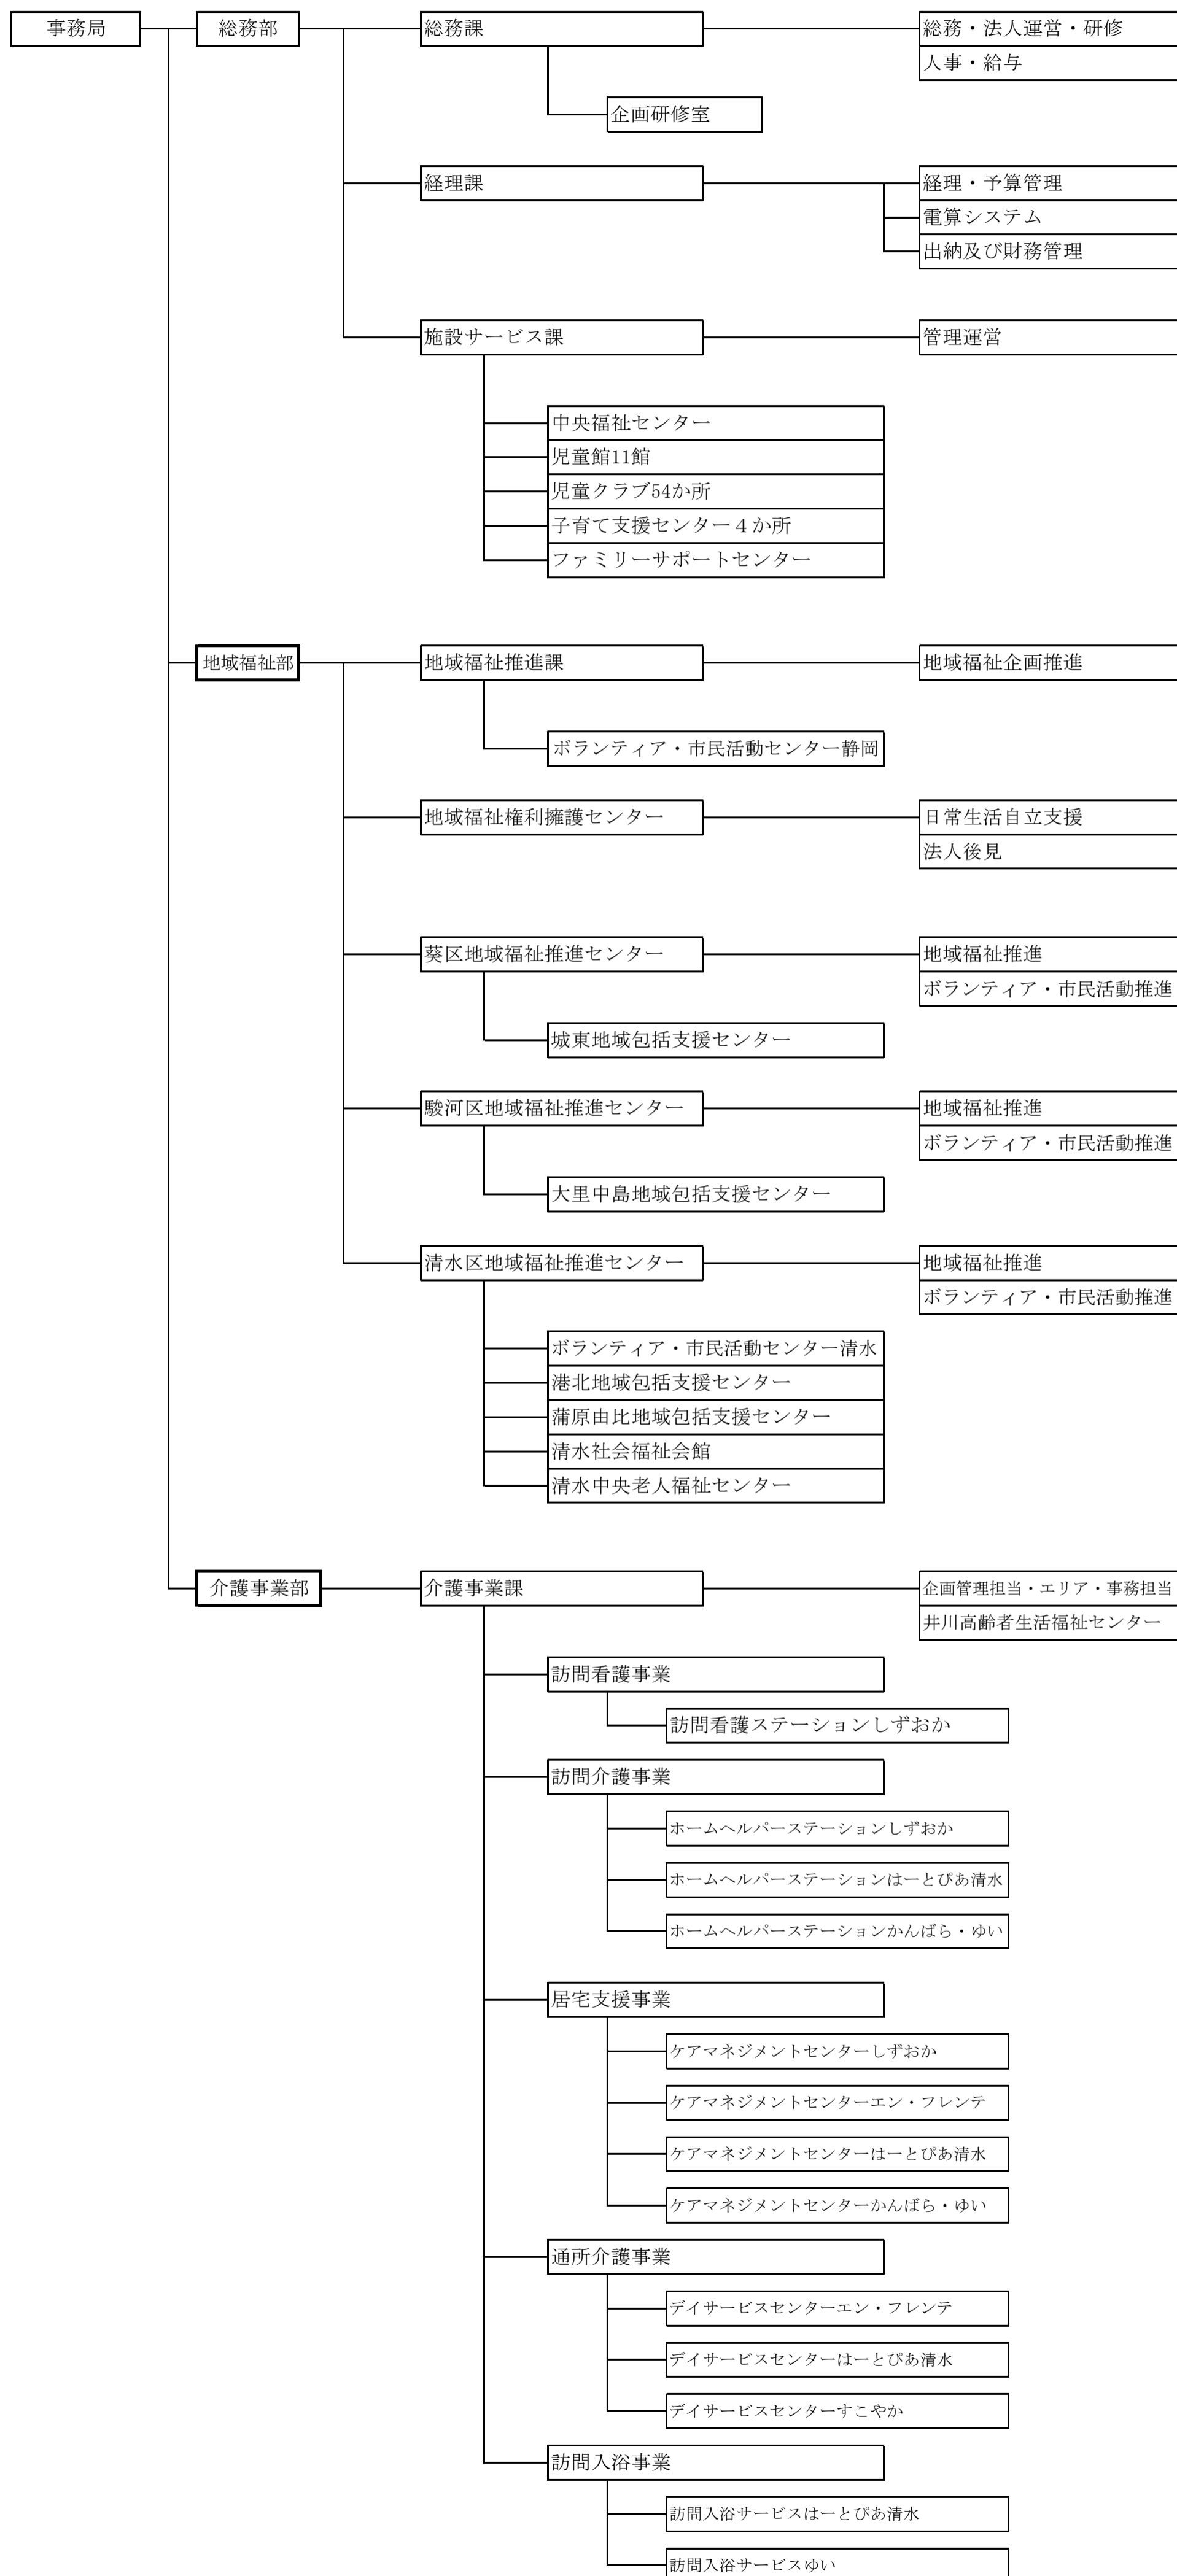 事務局
総務部
総務課
総務・法人運営・研修
人事・給与
企画研修室
経理課
経理・予算管理
電算システム
出納及び財務管理
施設サービス課
管理運営
中央福祉センター
児童館11館
児童クラブ54か所
子育て支援センター４か所
ファミリーサポートセンター
地域福祉部
地域福祉推進課
地域福祉企画推進
ボランティア・市民活動センター静岡
地域福祉権利擁護センター
日常生活自立支援
法人後見
葵区地域福祉推進センター
地域福祉推進
ボランティア・市民活動推進
城東地域包括支援センター
駿河区地域福祉推進センター
地域福祉推進
ボランティア・市民活動推進
大里中島地域包括支援センター
清水区地域福祉推進センター
地域福祉推進
ボランティア・市民活動推進
ボランティア・市民活動センター清水
港北地域包括支援センター
蒲原由比地域包括支援センター
清水社会福祉会館
清水中央老人福祉センター
介護事業部
介護事業課
企画管理担当・エリア・事務担当
井川高齢者生活福祉センター
訪問看護事業
訪問看護ステーションしずおか
訪問介護事業
ホームヘルパーステーションしずおか
ホームヘルパーステーションはーとぴあ清水
ホームヘルパーステーションかんばら・ゆい
居宅支援事業
ケアマネジメントセンターしずおか
ケアマネジメントセンターエン・フレンテ
ケアマネジメントセンターはーとぴあ清水
ケアマネジメントセンターかんばら・ゆい
通所介護事業
デイサービスセンターエン・フレンテ
デイサービスセンターはーとぴあ清水
デイサービスセンターすこやか
訪問入浴事業
訪問入浴サービスはーとぴあ清水
訪問入浴サービスゆい